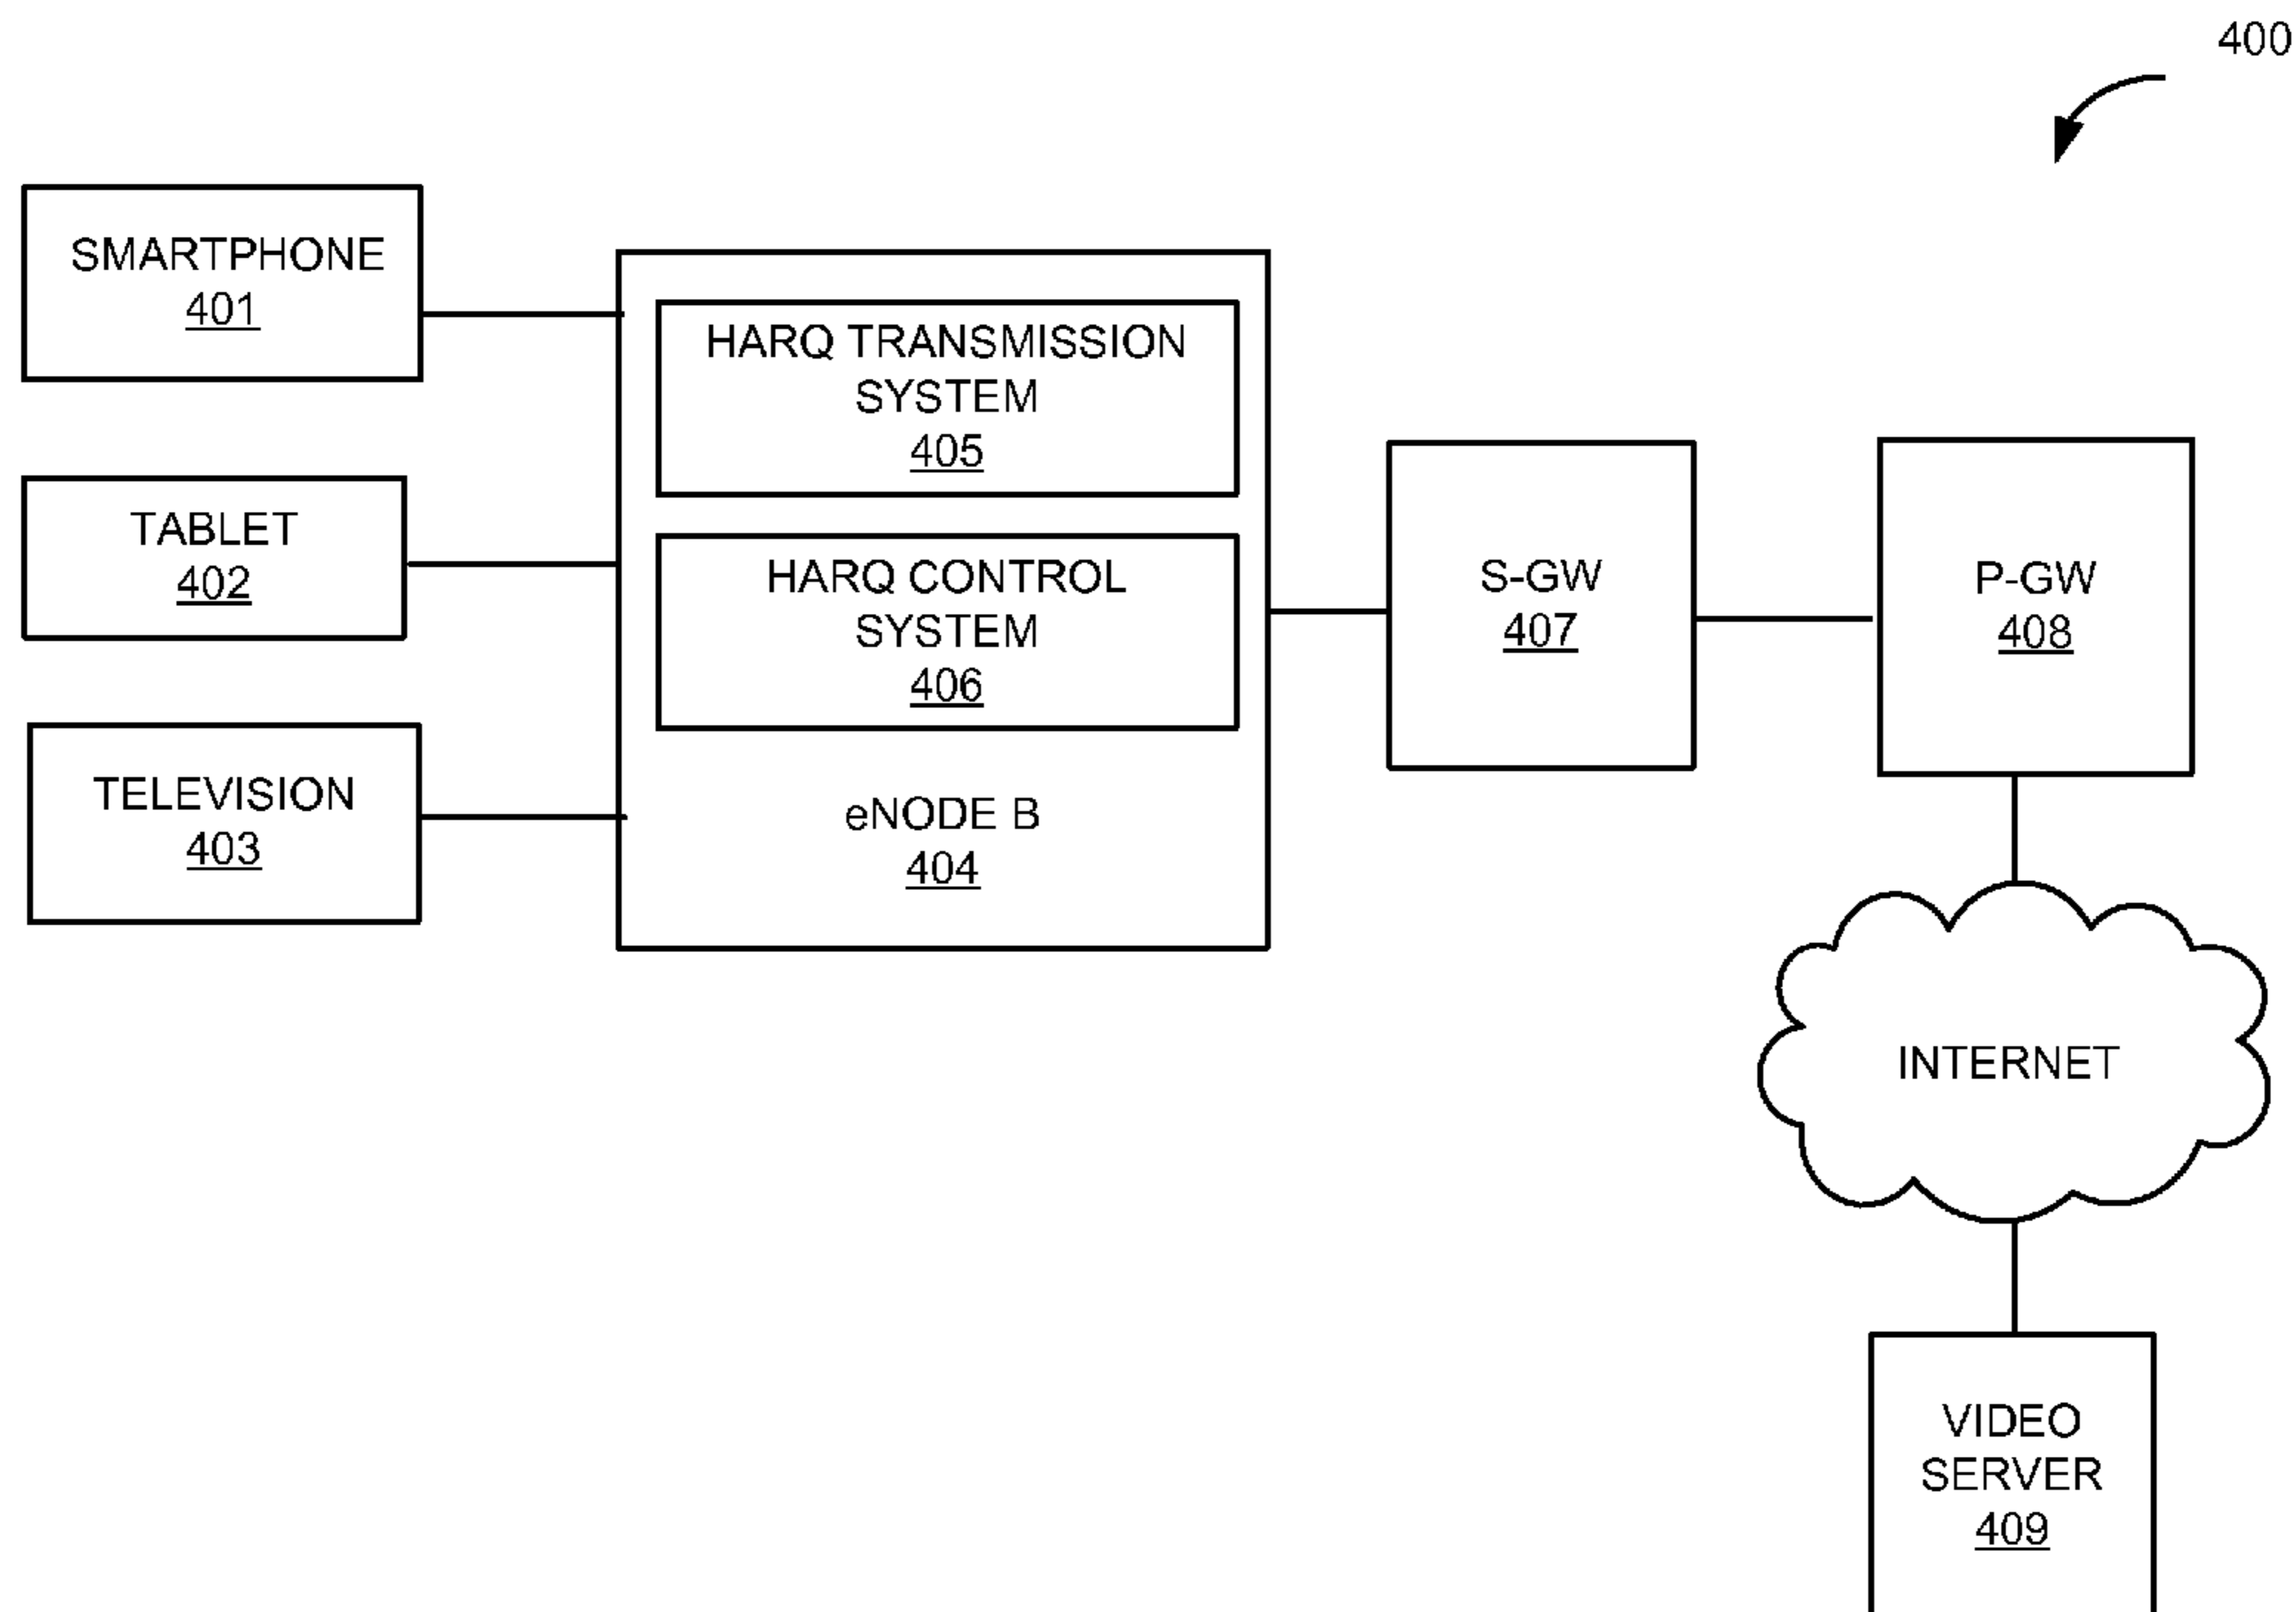 400
SMARTPHONE
401
TABLET
402
TELEVISION
403
HARQ TRANSMISSION
SYSTEM
405
HARQ CONTROL
SYSTEM
406
eNODE B
404
S-GW
407
P-GW
408
INTERNET
VIDEO
SERVER
409